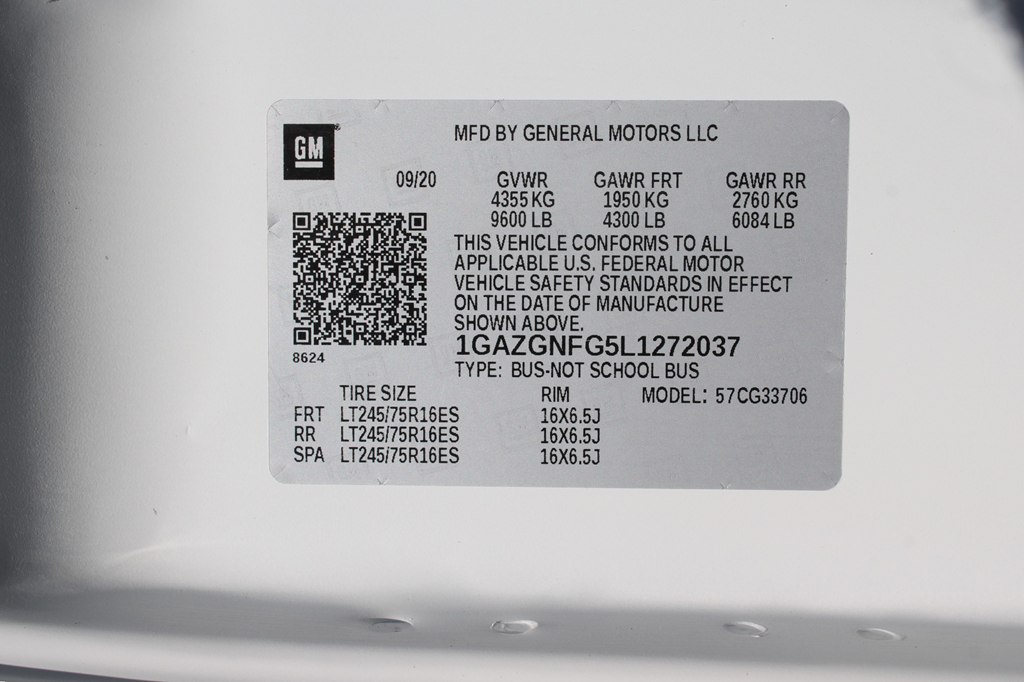 GM
MFD BY GENERAL MOTORS LLC
09/20 GVWR GAWR FRT GAWR RR
4355 KG 1950 KG 2760 KG
9600 LB 4300 LB 6084 LB
THIS VEHICLE CONFORMS TO ALL
APPLICABLE U.S. FEDERAL MOTOR
VEHICLE SAFETY STANDARDS IN EFFECT
ON THE DATE OF MANUFACTURE
SHOWN ABOVE.
8624
1GAZGNFG5L1272037
TYPE: BUS-NOT SCHOOL BUS
TIRE SIZE RIM MODEL: 57CG33706
FRT LT245/75R16ES 16X6.5J
RR LT245/75R16ES 16X6.5J
SPA LT245/75R16ES 16X6.5J